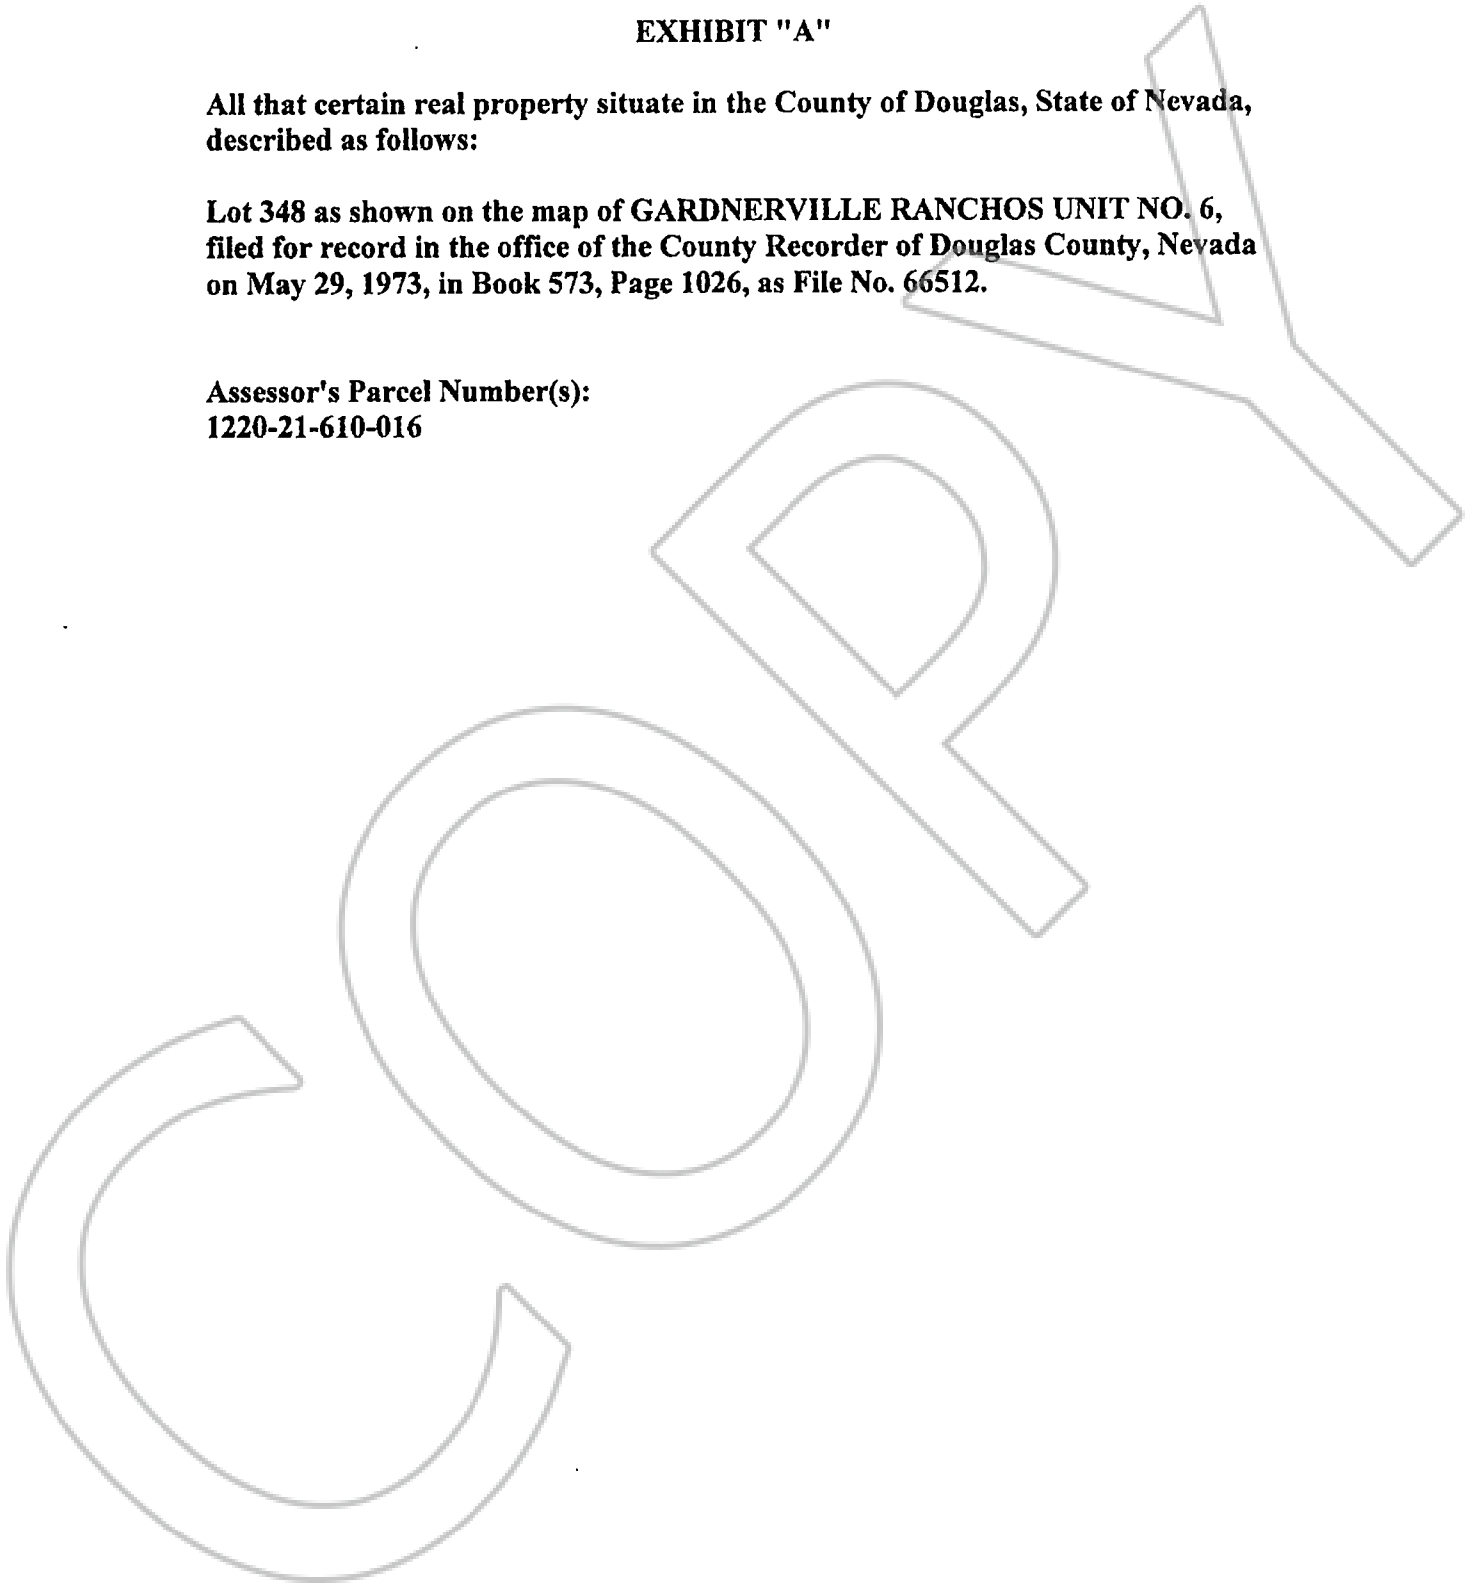 EXHIBIT "A"
All that certain real property situate in the County of Douglas, State of Nevada,
described as follows:
Lot 348 as shown on the map of GARDNERVILLE RANCHOS UNIT NO. 6,
filed for record in the office of the County Recorder of Douglas County, Nevada
on May 29, 1973, in Book 573, Page 1026, as File No. 66512.
Assessor's Parcel Number(s):
1220-21-610-016
COPY